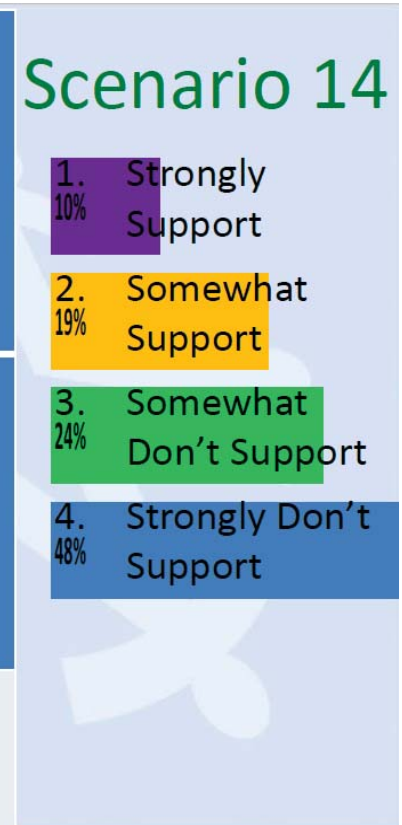 Scenario 14
1. Strongly
10%
Support
2. Somewhat
19%
Support
3. Somewhat
24%
Don't Support
4. Strongly Don't
48%
Support